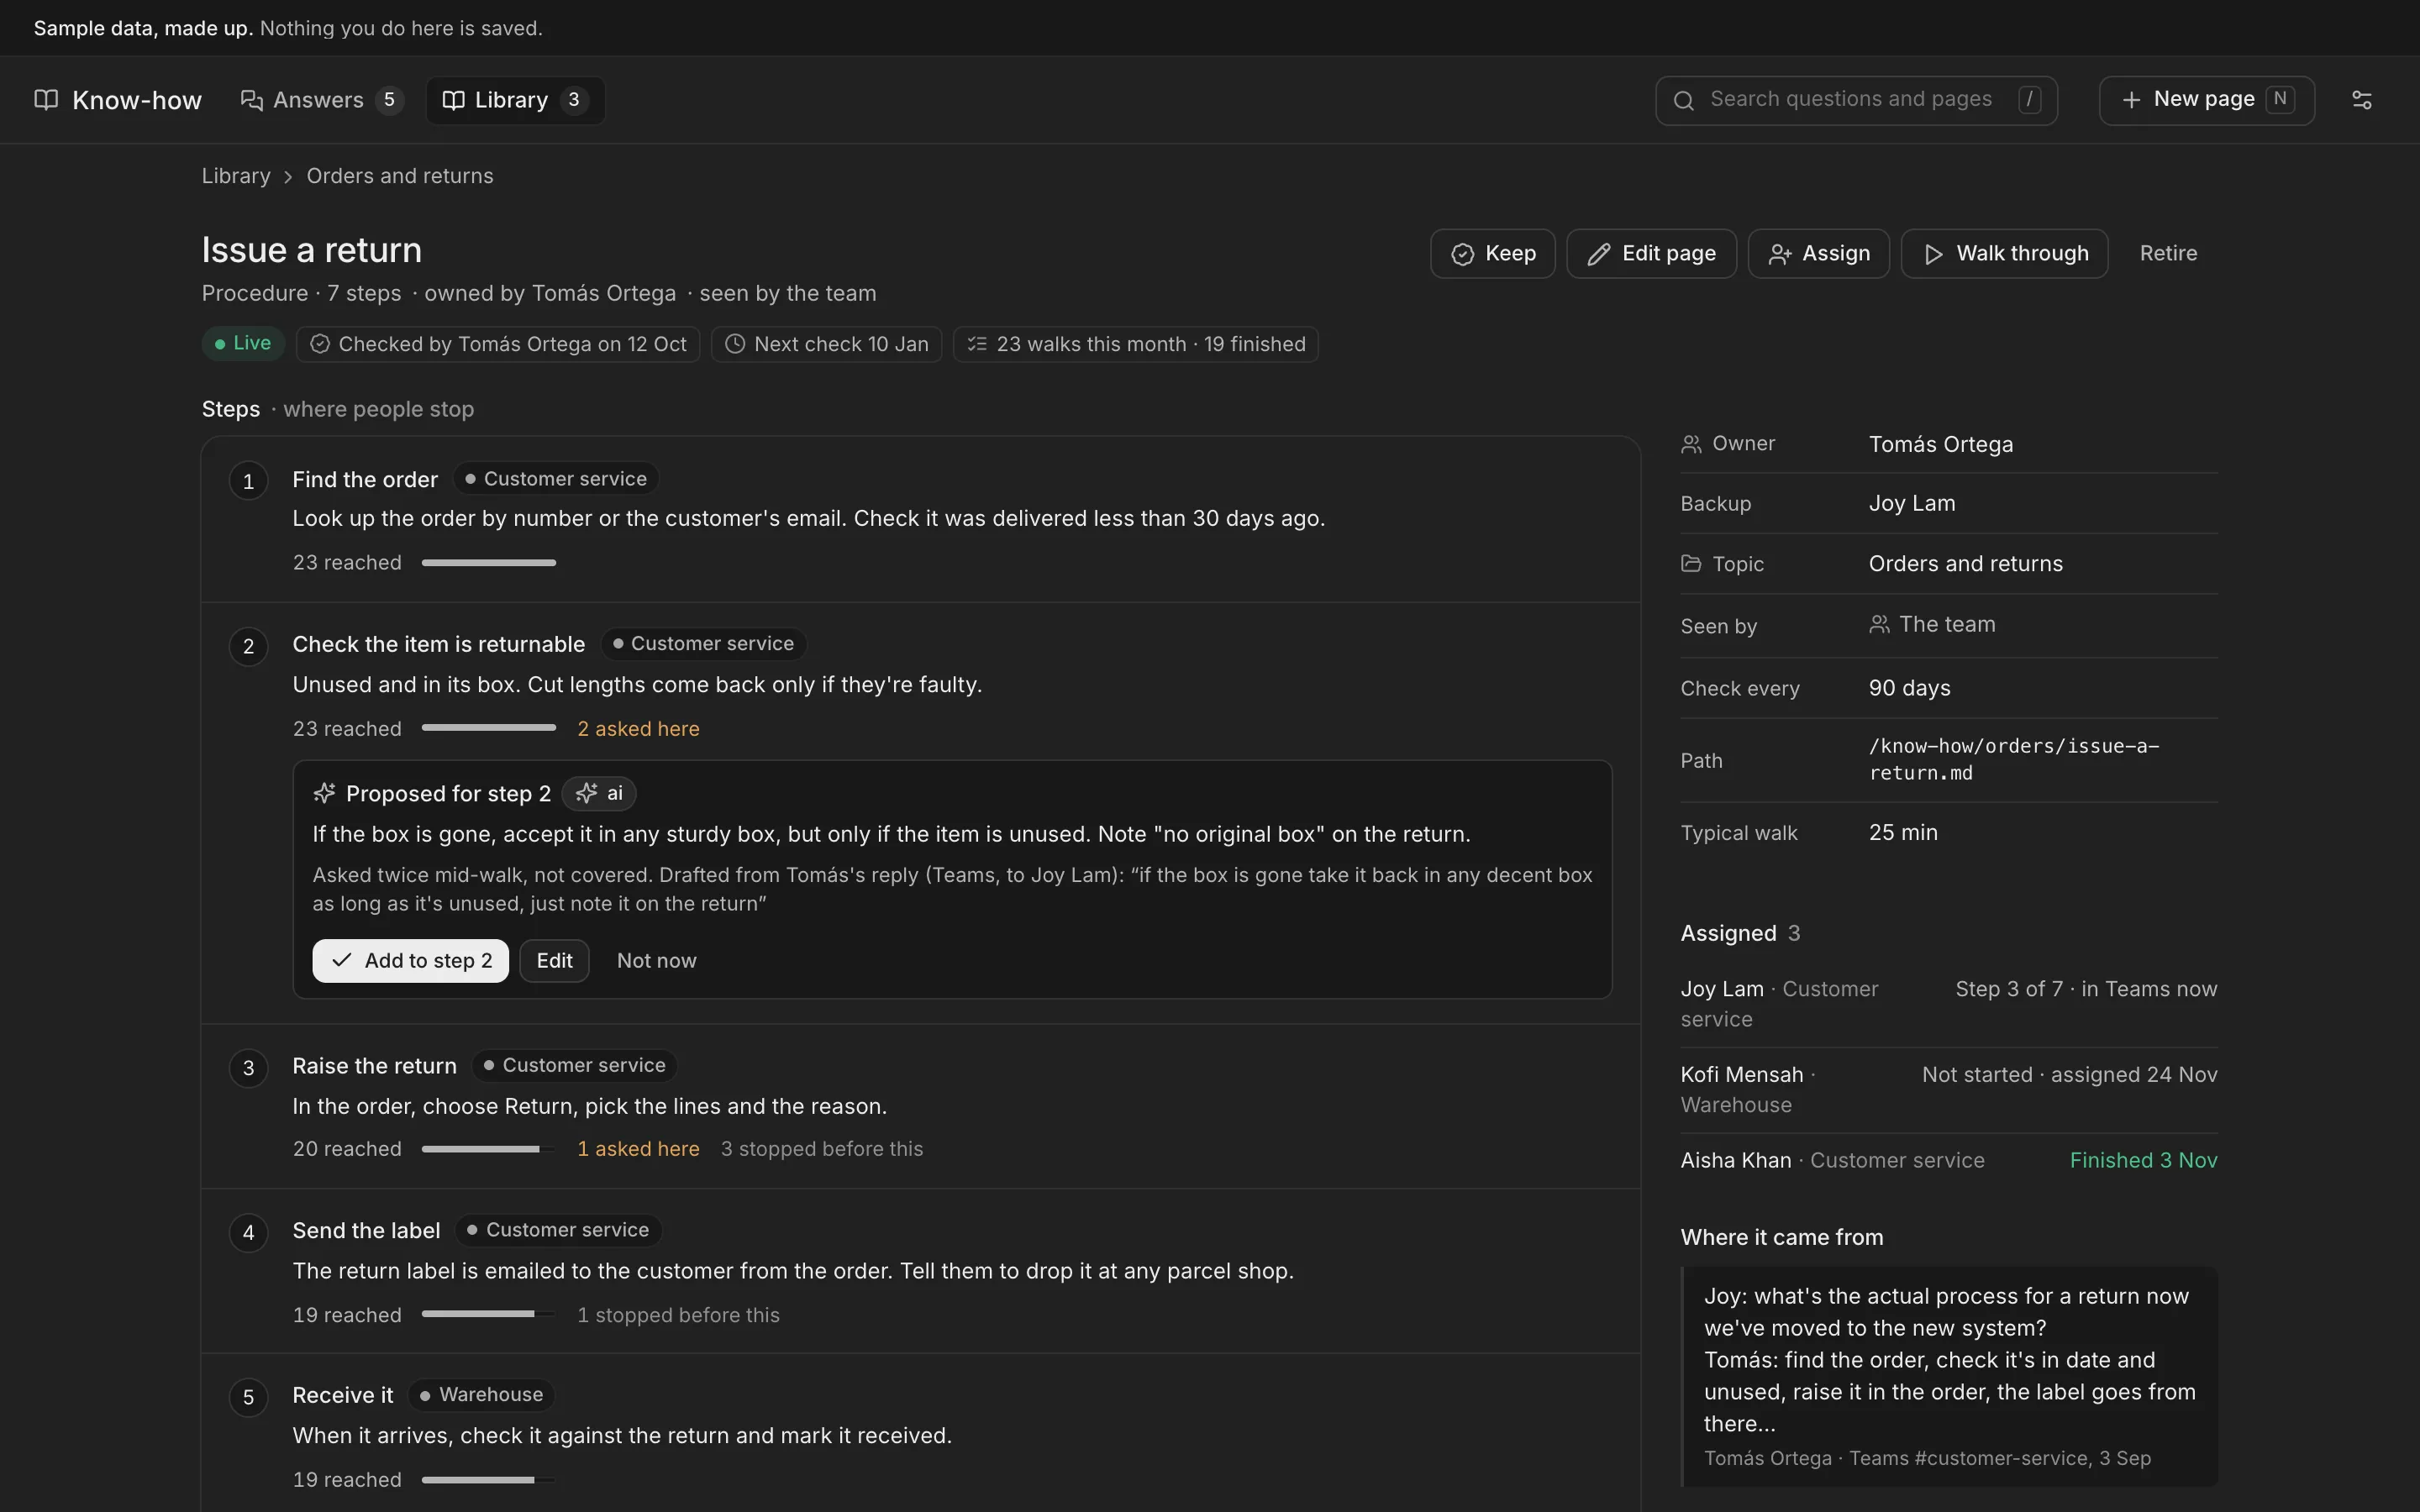 Sample data, made up. Nothing you do here is saved.
Know-how
Answers 5
Library 3
Search questions and pages /
New page N
Library > Orders and returns
Issue a return
Keep
Edit page
Assign
Walk through
Retire
Procedure · 7 steps · owned by Tomás Ortega · seen by the team
Live
Checked by Tomás Ortega on 12 Oct
Next check 10 Jan
23 walks this month · 19 finished
Steps · where people stop
1 Find the order Customer service
Look up the order by number or the customer's email. Check it was delivered less than 30 days ago.
23 reached
2 Check the item is returnable Customer service
Unused and in its box. Cut lengths come back only if they're faulty.
23 reached 2 asked here
Proposed for step 2 ai
If the box is gone, accept it in any sturdy box, but only if the item is unused. Note "no original box" on the return.
Asked twice mid-walk, not covered. Drafted from Tomás's reply (Teams, to Joy Lam): “if the box is gone take it back in any decent box
as long as it's unused, just note it on the return”
Add to step 2
Edit
Not now
3 Raise the return Customer service
In the order, choose Return, pick the lines and the reason.
20 reached 1 asked here 3 stopped before this
4 Send the label Customer service
The return label is emailed to the customer from the order. Tell them to drop it at any parcel shop.
19 reached 1 stopped before this
5 Receive it Warehouse
When it arrives, check it against the return and mark it received.
19 reached
Owner Tomás Ortega
Backup Joy Lam
Topic Orders and returns
Seen by The team
Check every 90 days
Path /know-how/orders/issue-a-
return.md
Typical walk 25 min
Assigned 3
Joy Lam · Customer
service
Step 3 of 7 · in Teams now
Kofi Mensah ·
Warehouse
Not started · assigned 24 Nov
Aisha Khan · Customer service
Finished 3 Nov
Where it came from
Joy: what's the actual process for a return now
we've moved to the new system?
Tomás: find the order, check it's in date and
unused, raise it in the order, the label goes from
there...
Tomás Ortega · Teams #customer-service, 3 Sep